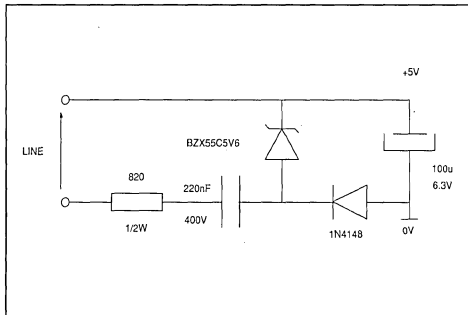 +5V
BZX55C5V6
LINE
820
220nF
100u
6.3V
1/2W
400V
1N4148
0V